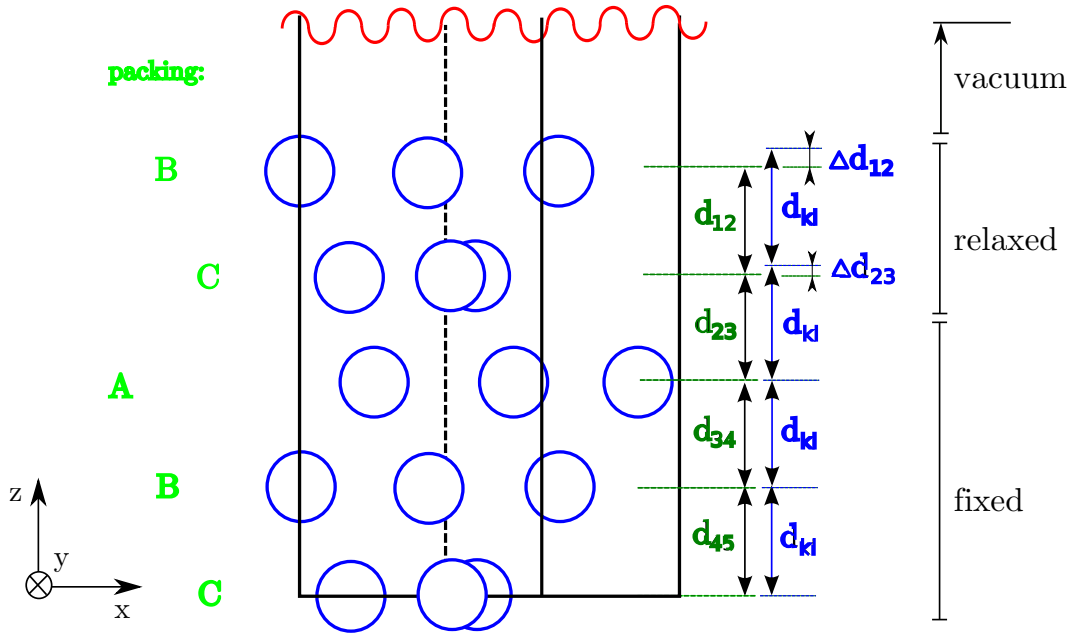 packing:
vacuum
B
Δd12
d12
dkl
relaxed
C
Δd23
d23
dkl
A
d34
dkl
B
z
fixed
d45
dkl
y
C
x